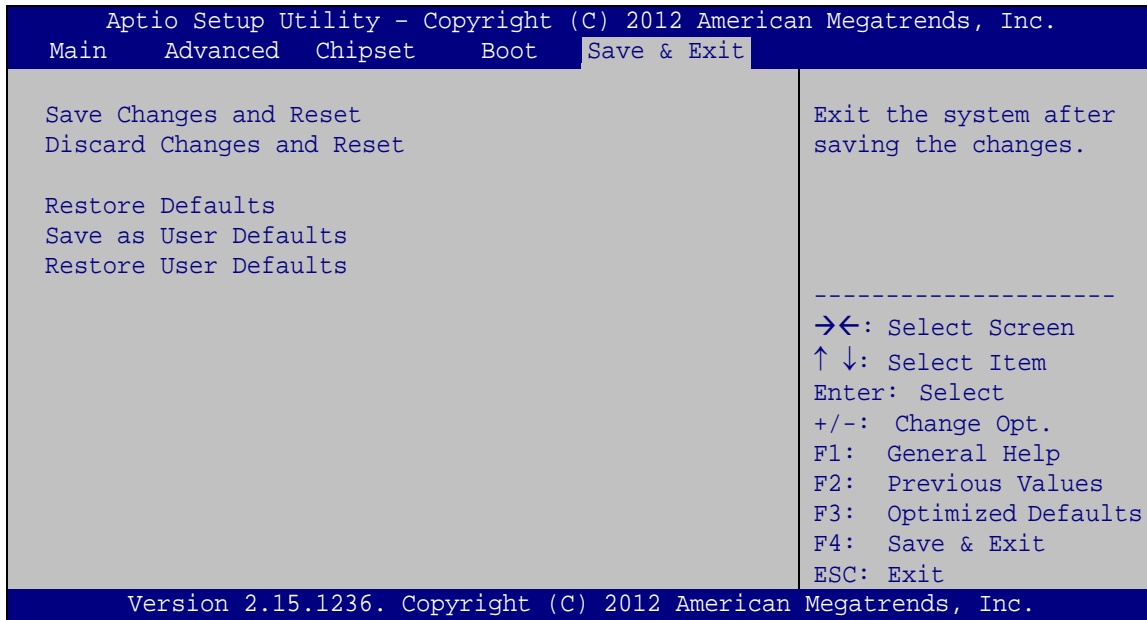 Aptio Setup Utility – Copyright (C) 2012 American Megatrends, Inc.
Main Advanced Chipset Boot Save & Exit
Save Changes and Reset
Discard Changes and Reset
Restore Defaults
Save as User Defaults
Restore User Defaults
Exit the system after
saving the changes.
---------------------
→←: Select Screen
↑ ↓: Select Item
Enter: Select
+/-: Change Opt.
F1: General Help
F2: Previous Values
F3: Optimized Defaults
F4: Save & Exit
ESC: Exit
Version 2.15.1236. Copyright (C) 2012 American Megatrends, Inc.